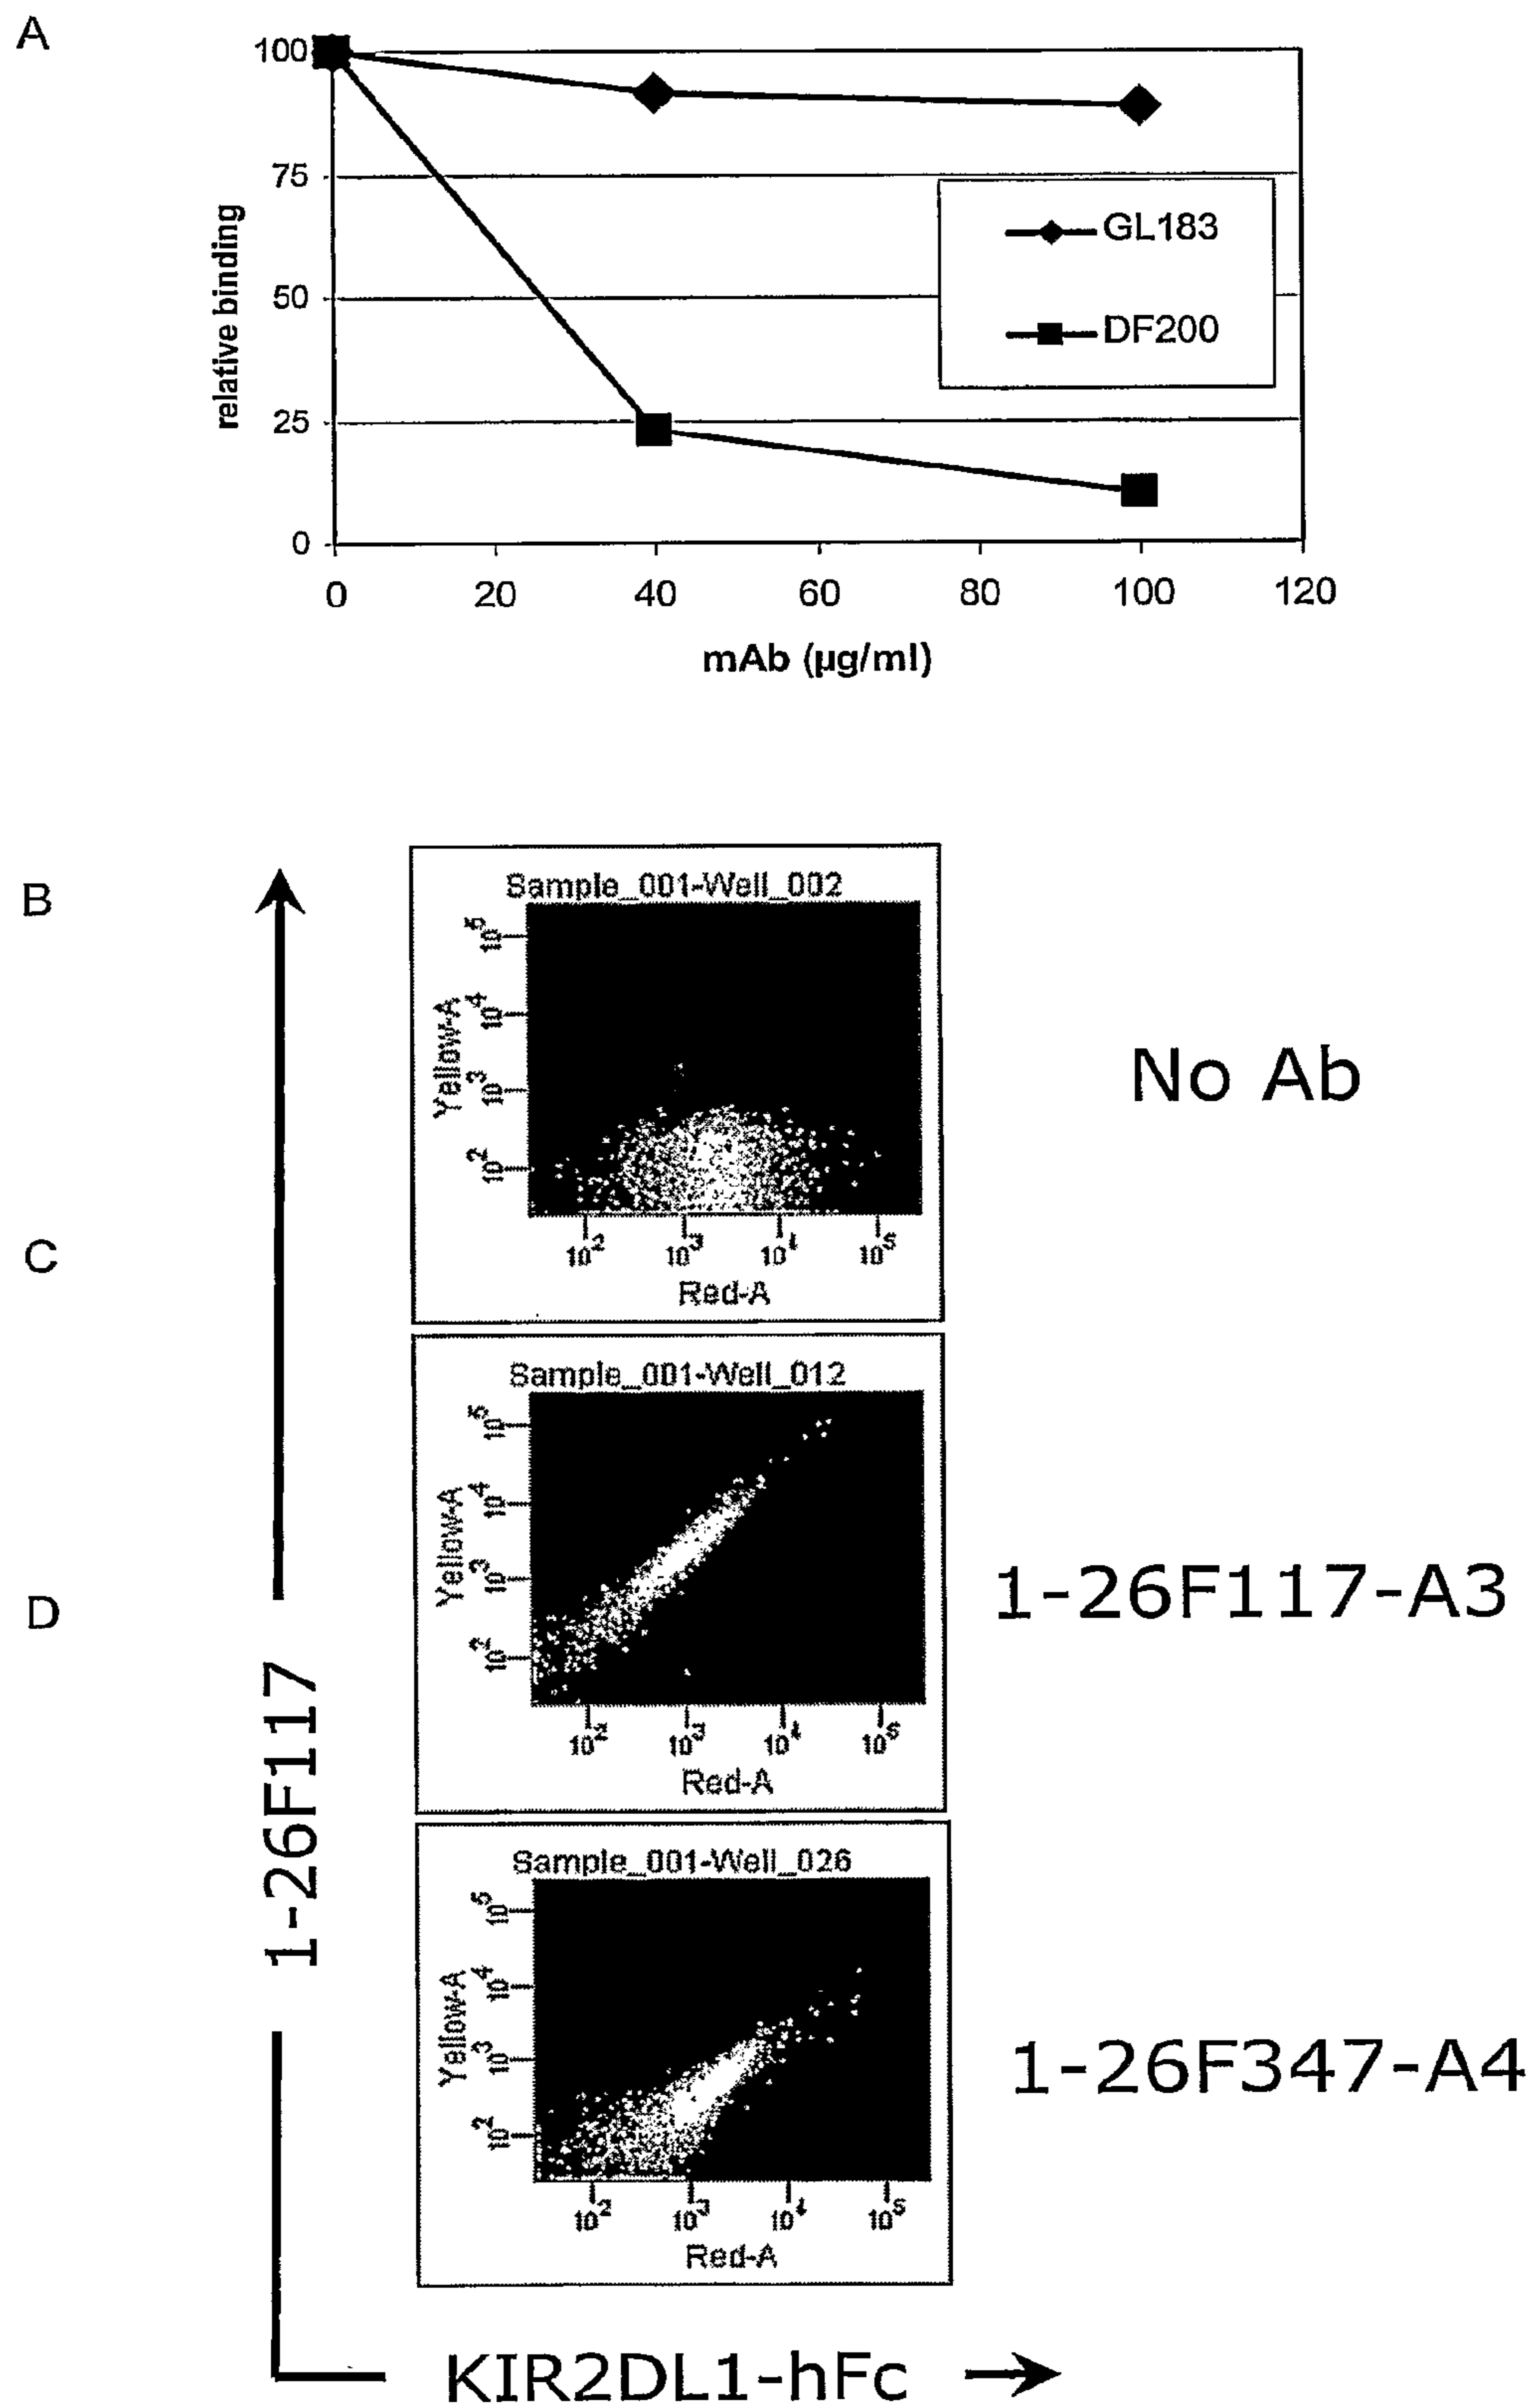 A
100
75
50
25
0
relative binding
GL183
DF200
0 20 40 60 80 100 120
mAb (µg/ml)
B
C
D
1-26F117
Sample_001-Well_002
Yellow-A
10^5
10^4
10^3
10^2
10^2 10^3 10^4 10^5
Red-A
No Ab
Sample_001-Well_012
Yellow-A
10^5
10^4
10^3
10^2
10^2 10^3 10^4 10^5
Red-A
1-26F117-A3
Sample_001-Well_026
Yellow-A
10^5
10^4
10^3
10^2
10^2 10^3 10^4 10^5
Red-A
1-26F347-A4
KIR2DL1-hFc